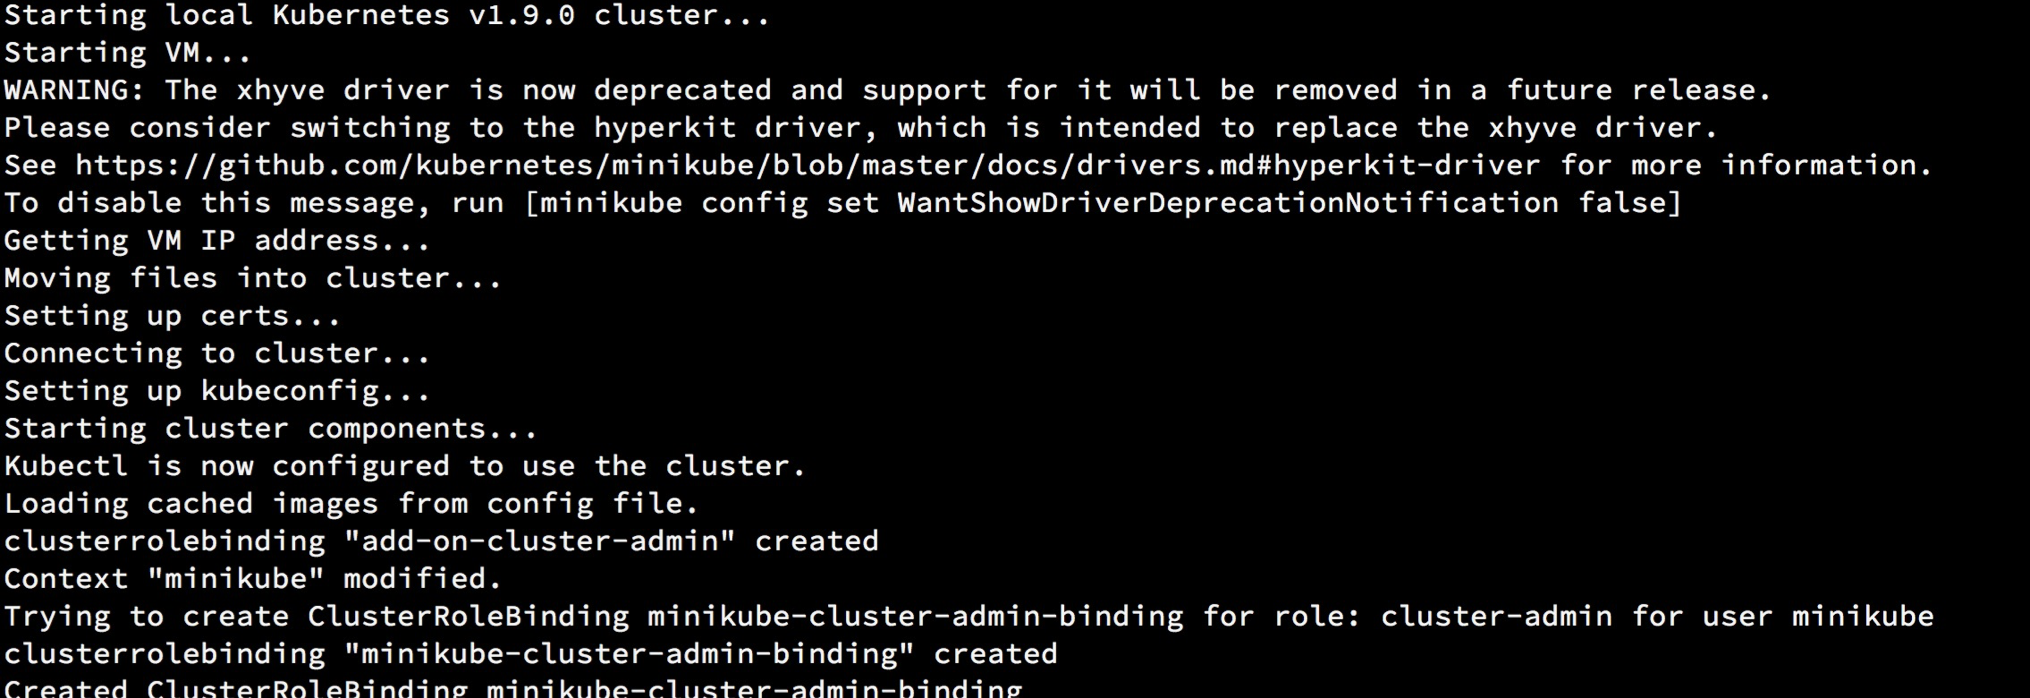 Starting local Kubernetes v1.9.0 cluster...
Starting VM...
WARNING: The xhyve driver is now deprecated and support for it will be removed in a future release.
Please consider switching to the hyperkit driver, which is intended to replace the xhyve driver.
See https://github.com/kubernetes/minikube/blob/master/docs/drivers.md#hyperkit-driver for more information.
To disable this message, run [minikube config set WantShowDriverDeprecationNotification false]
Getting VM IP address...
Moving files into cluster...
Setting up certs...
Connecting to cluster...
Setting up kubeconfig...
Starting cluster components...
Kubectl is now configured to use the cluster.
Loading cached images from config file.
clusterrolebinding "add-on-cluster-admin" created
Context "minikube" modified.
Trying to create ClusterRoleBinding minikube-cluster-admin-binding for role: cluster-admin for user minikube
clusterrolebinding "minikube-cluster-admin-binding" created
Created ClusterRoleBinding minikube-cluster-admin-binding